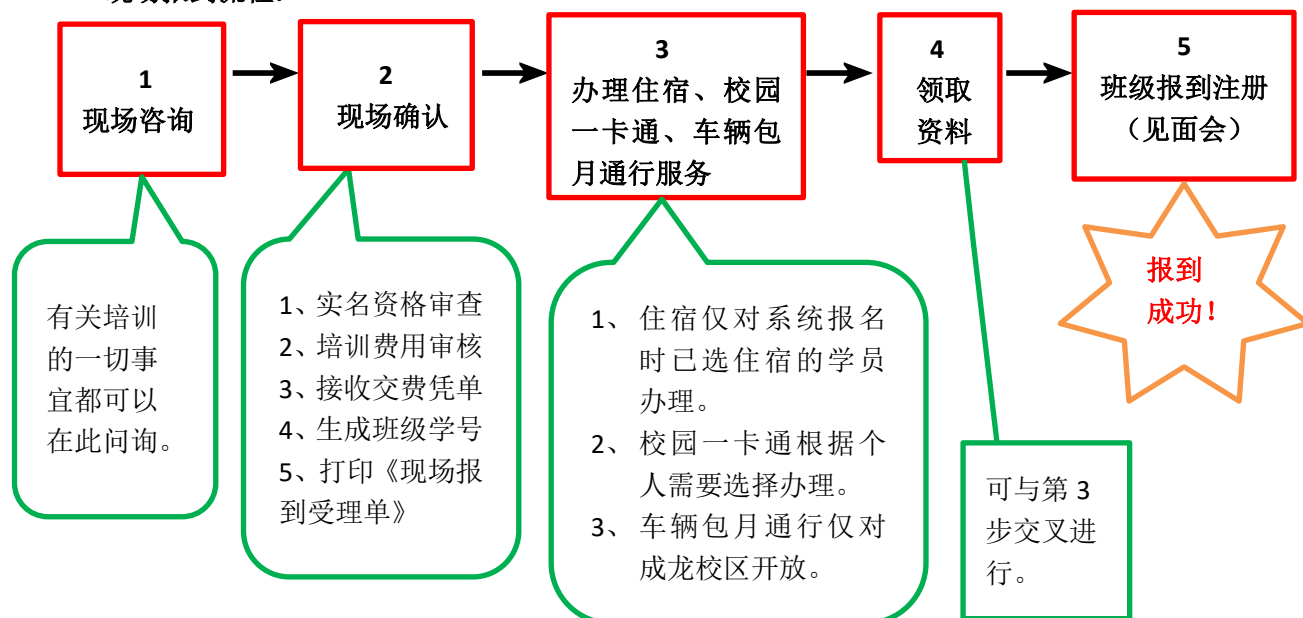 1
现场咨询
2
现场确认
3
办理住宿、校园
一卡通、车辆包
月通行服务
4
领取
资料
5
班级报到注册
（见面会）
有关培训
的一切事
宜都可以
在此问询。
1、实名资格审查
2、培训费用审核
3、接收交费凭单
4、生成班级学号
5、打印《现场报
到受理单》
1、 住宿仅对系统报名
时已选住宿的学员
办理。
2、 校园一卡通根据个
人需要选择办理。
3、 车辆包月通行仅对
成龙校区开放。
可与第 3
步交叉进
行。
报到
成功！